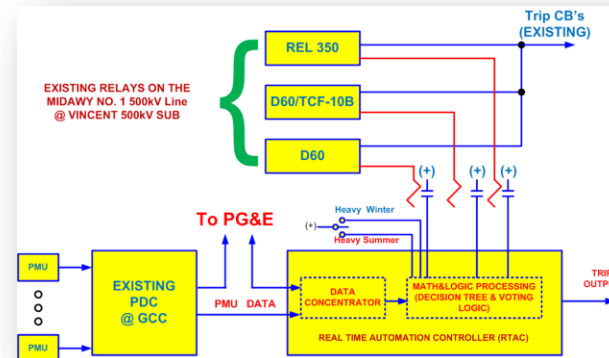 Trip CB's
(EXISTING)
REL 350
EXISTING RELAYS ON THE
MIDAWY NO. 1 500kV Line
@ VINCENT 500kV SUB
D60/TCF-10B
D60
(+)
(+)
(+)
Heavy Winter
(+)
Heavy Summer
To PG&E
PMU
EXISTING
PDC
@ GCC
PMU DATA
DATA
CONCENTRATOR
MATH&LOGIC PROCESSING
(DECISION TREE & VOTING
LOGIC)
TRIP
OUTPU
REAL TIME AUTOMATION CONTROLLER (RTAC)
PMU